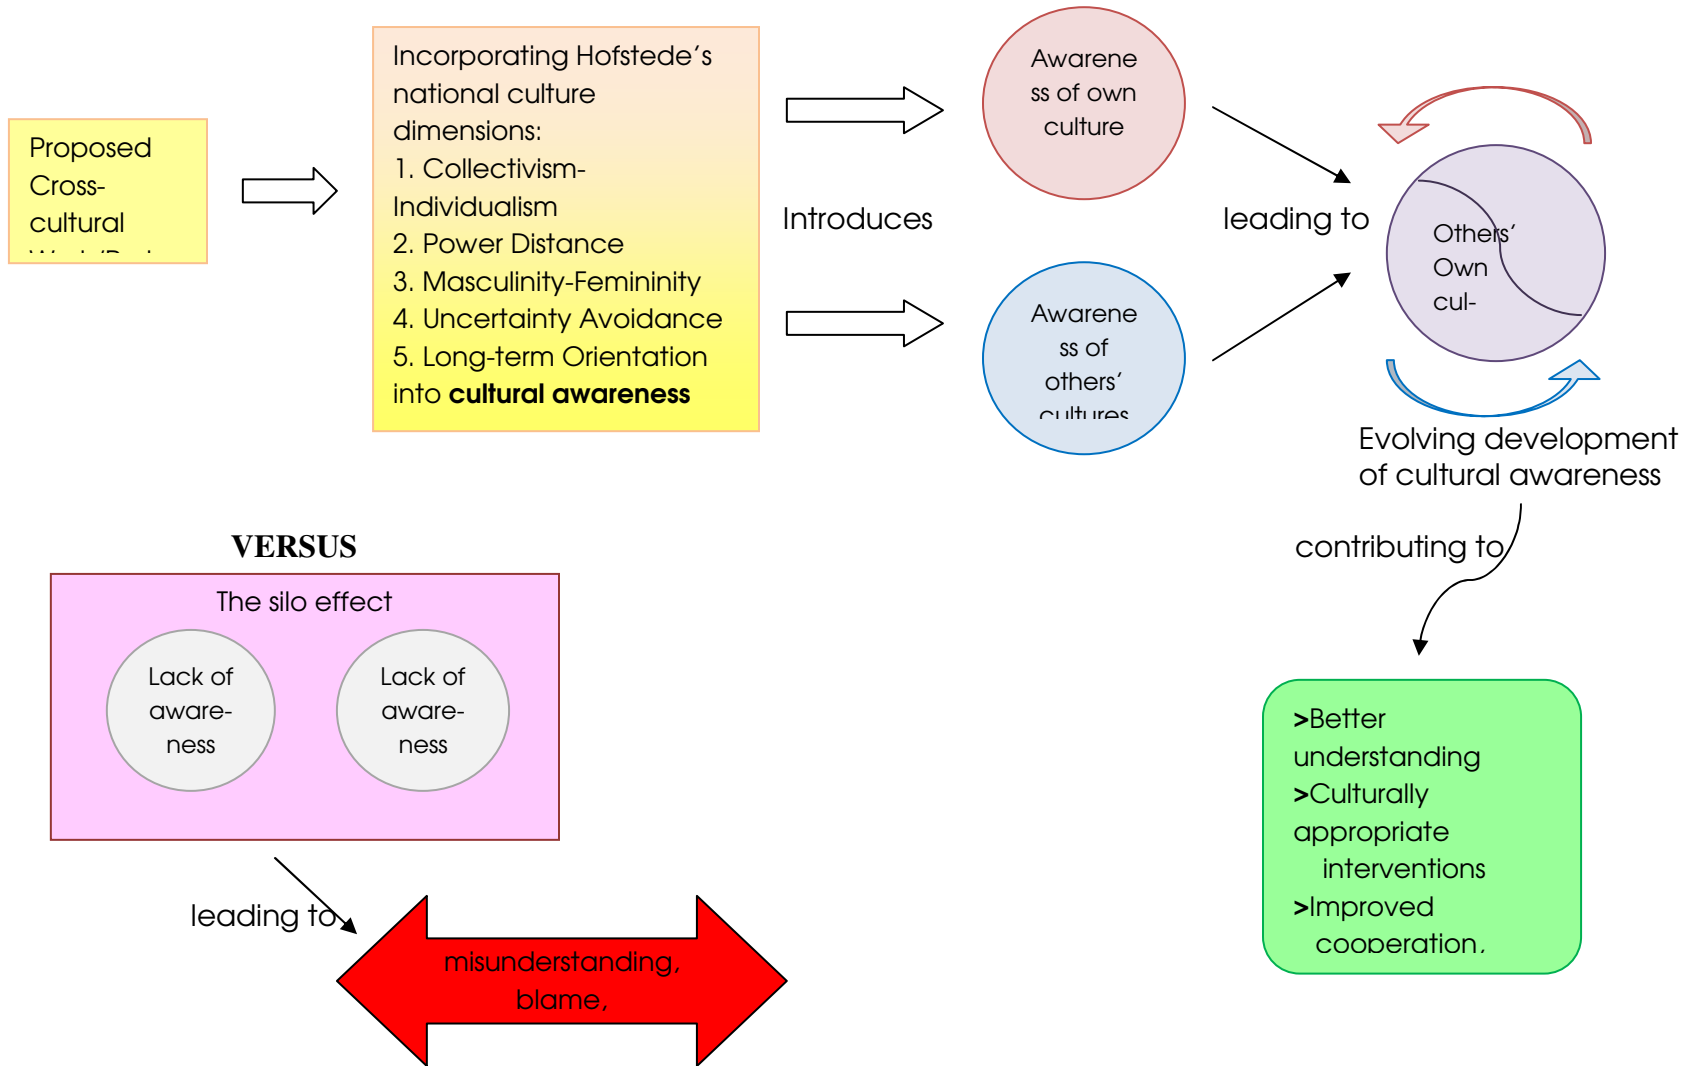 Proposed
Cross-
cultural
Incorporating Hofstede’s
national culture
dimensions:
1. Collectivism-
Individualism
2. Power Distance
3. Masculinity-Femininity
4. Uncertainty Avoidance
5. Long-term Orientation
into cultural awareness
Introduces
Awarene
ss of own
culture
Awarene
ss of
others’
cultures
leading to
Others’
Own
cul-
Evolving development
of cultural awareness
contributing to
>Better
understanding
>Culturally
appropriate
interventions
>Improved
cooperation,
VERSUS
The silo effect
Lack of
aware-
ness
Lack of
aware-
ness
leading to
misunderstanding,
blame,